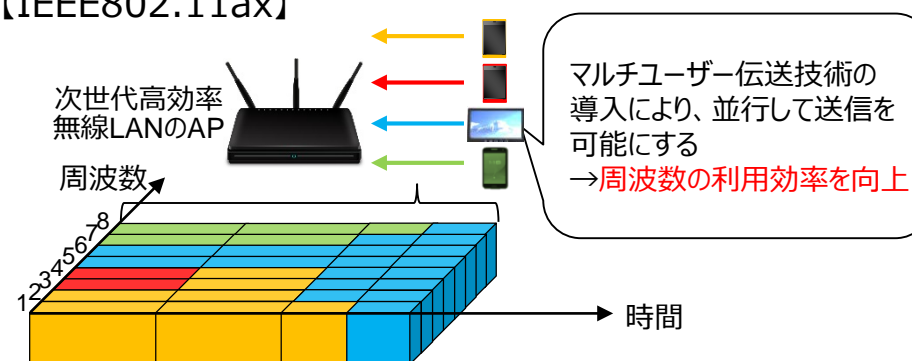 【IEEE802.11ax】
次世代高効率
無線LANのAP
マルチユーザー伝送技術の
導入により、並行して送信を
可能にする
→周波数の利用効率を向上
周波数
8
7
6
5
4
3
2
1
時間